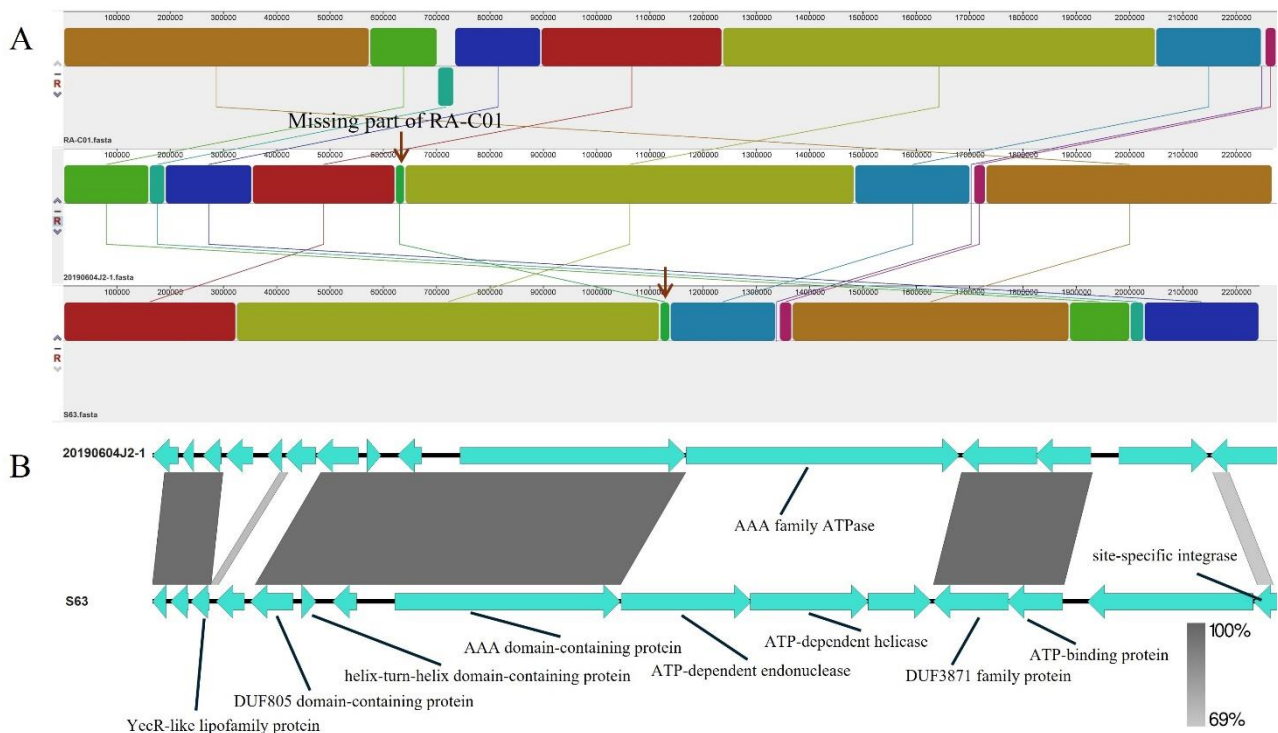 100000 200000 300000 400000 500000 600000 700000 800000 900000 1000000 1100000 1200000 1300000 1400000 1500000 1600000 1700000 1800000 1900000 2000000 2100000 2200000
A
R
Missing part of RA-C01
RA-C01.fasta
100000 200000 300000 400000 500000 600000 700000 800000 900000 1000000 1100000 1200000 1300000 1400000 1500000 1600000 1700000 1800000 1900000 2000000 2100000 2200000
R
20190604J2-1.fasta
100000 200000 300000 400000 500000 600000 700000 800000 900000 1000000 1100000 1200000 1300000 1400000 1500000 1600000 1700000 1800000 1900000 2000000 2100000 2200000
R
S63.fasta
20190604J2-1
B
AAA family ATPase
site-specific integrase
S63
100%
AAA domain-containing protein
ATP-dependent helicase
ATP-binding protein
helix-turn-helix domain-containing protein
ATP-dependent endonuclease
DUF3871 family protein
DUF805 domain-containing protein
YecR-like lipofamily protein
69%